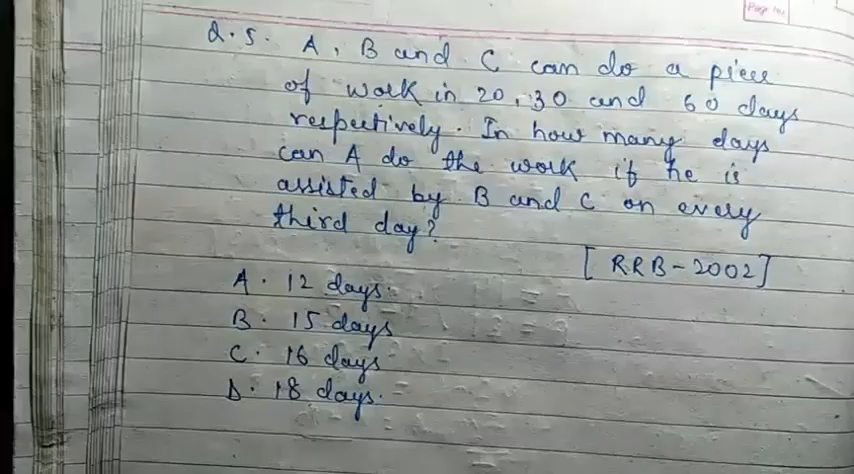 Page No.
Q.5. A, B and C can do a piece
of work in 20, 30 and 60 days
respectively. In how many days
can A do the work if he is
assisted by B and C on every
third day?
[RRB-2002]
A. 12 days.
B. 15 days
C. 16 days
D. 18 days.